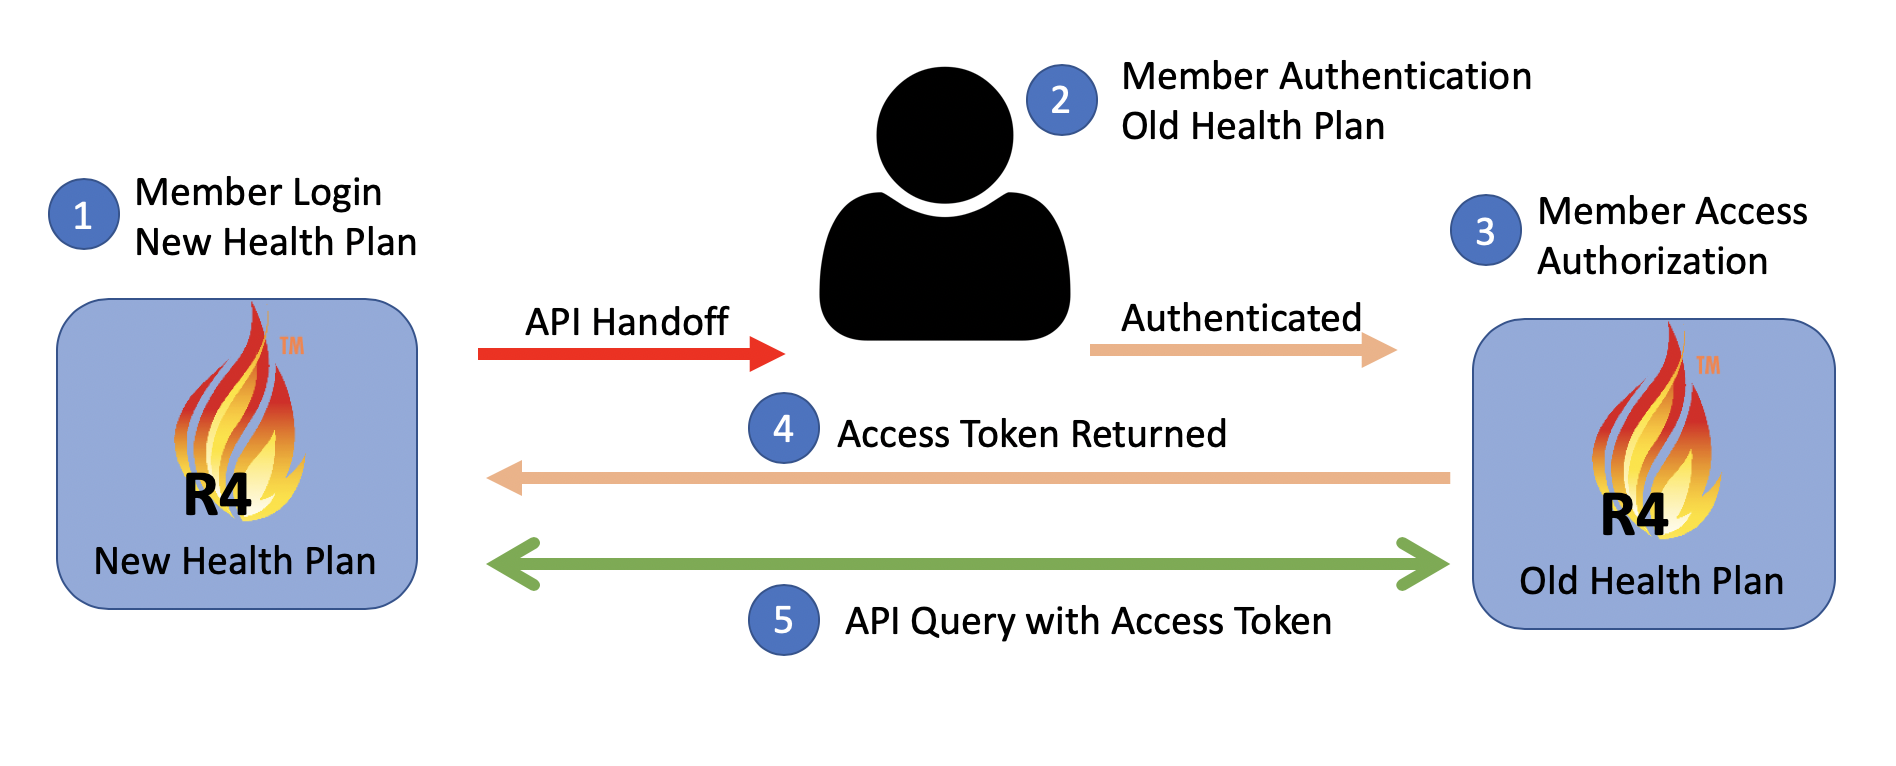 1
Member Login
New Health Plan
2
Member Authentication
Old Health Plan
3
Member Access
Authorization
API Handoff
Authenticated
TM
R4
New Health Plan
TM
R4
Old Health Plan
4
Access Token Returned
5
API Query with Access Token